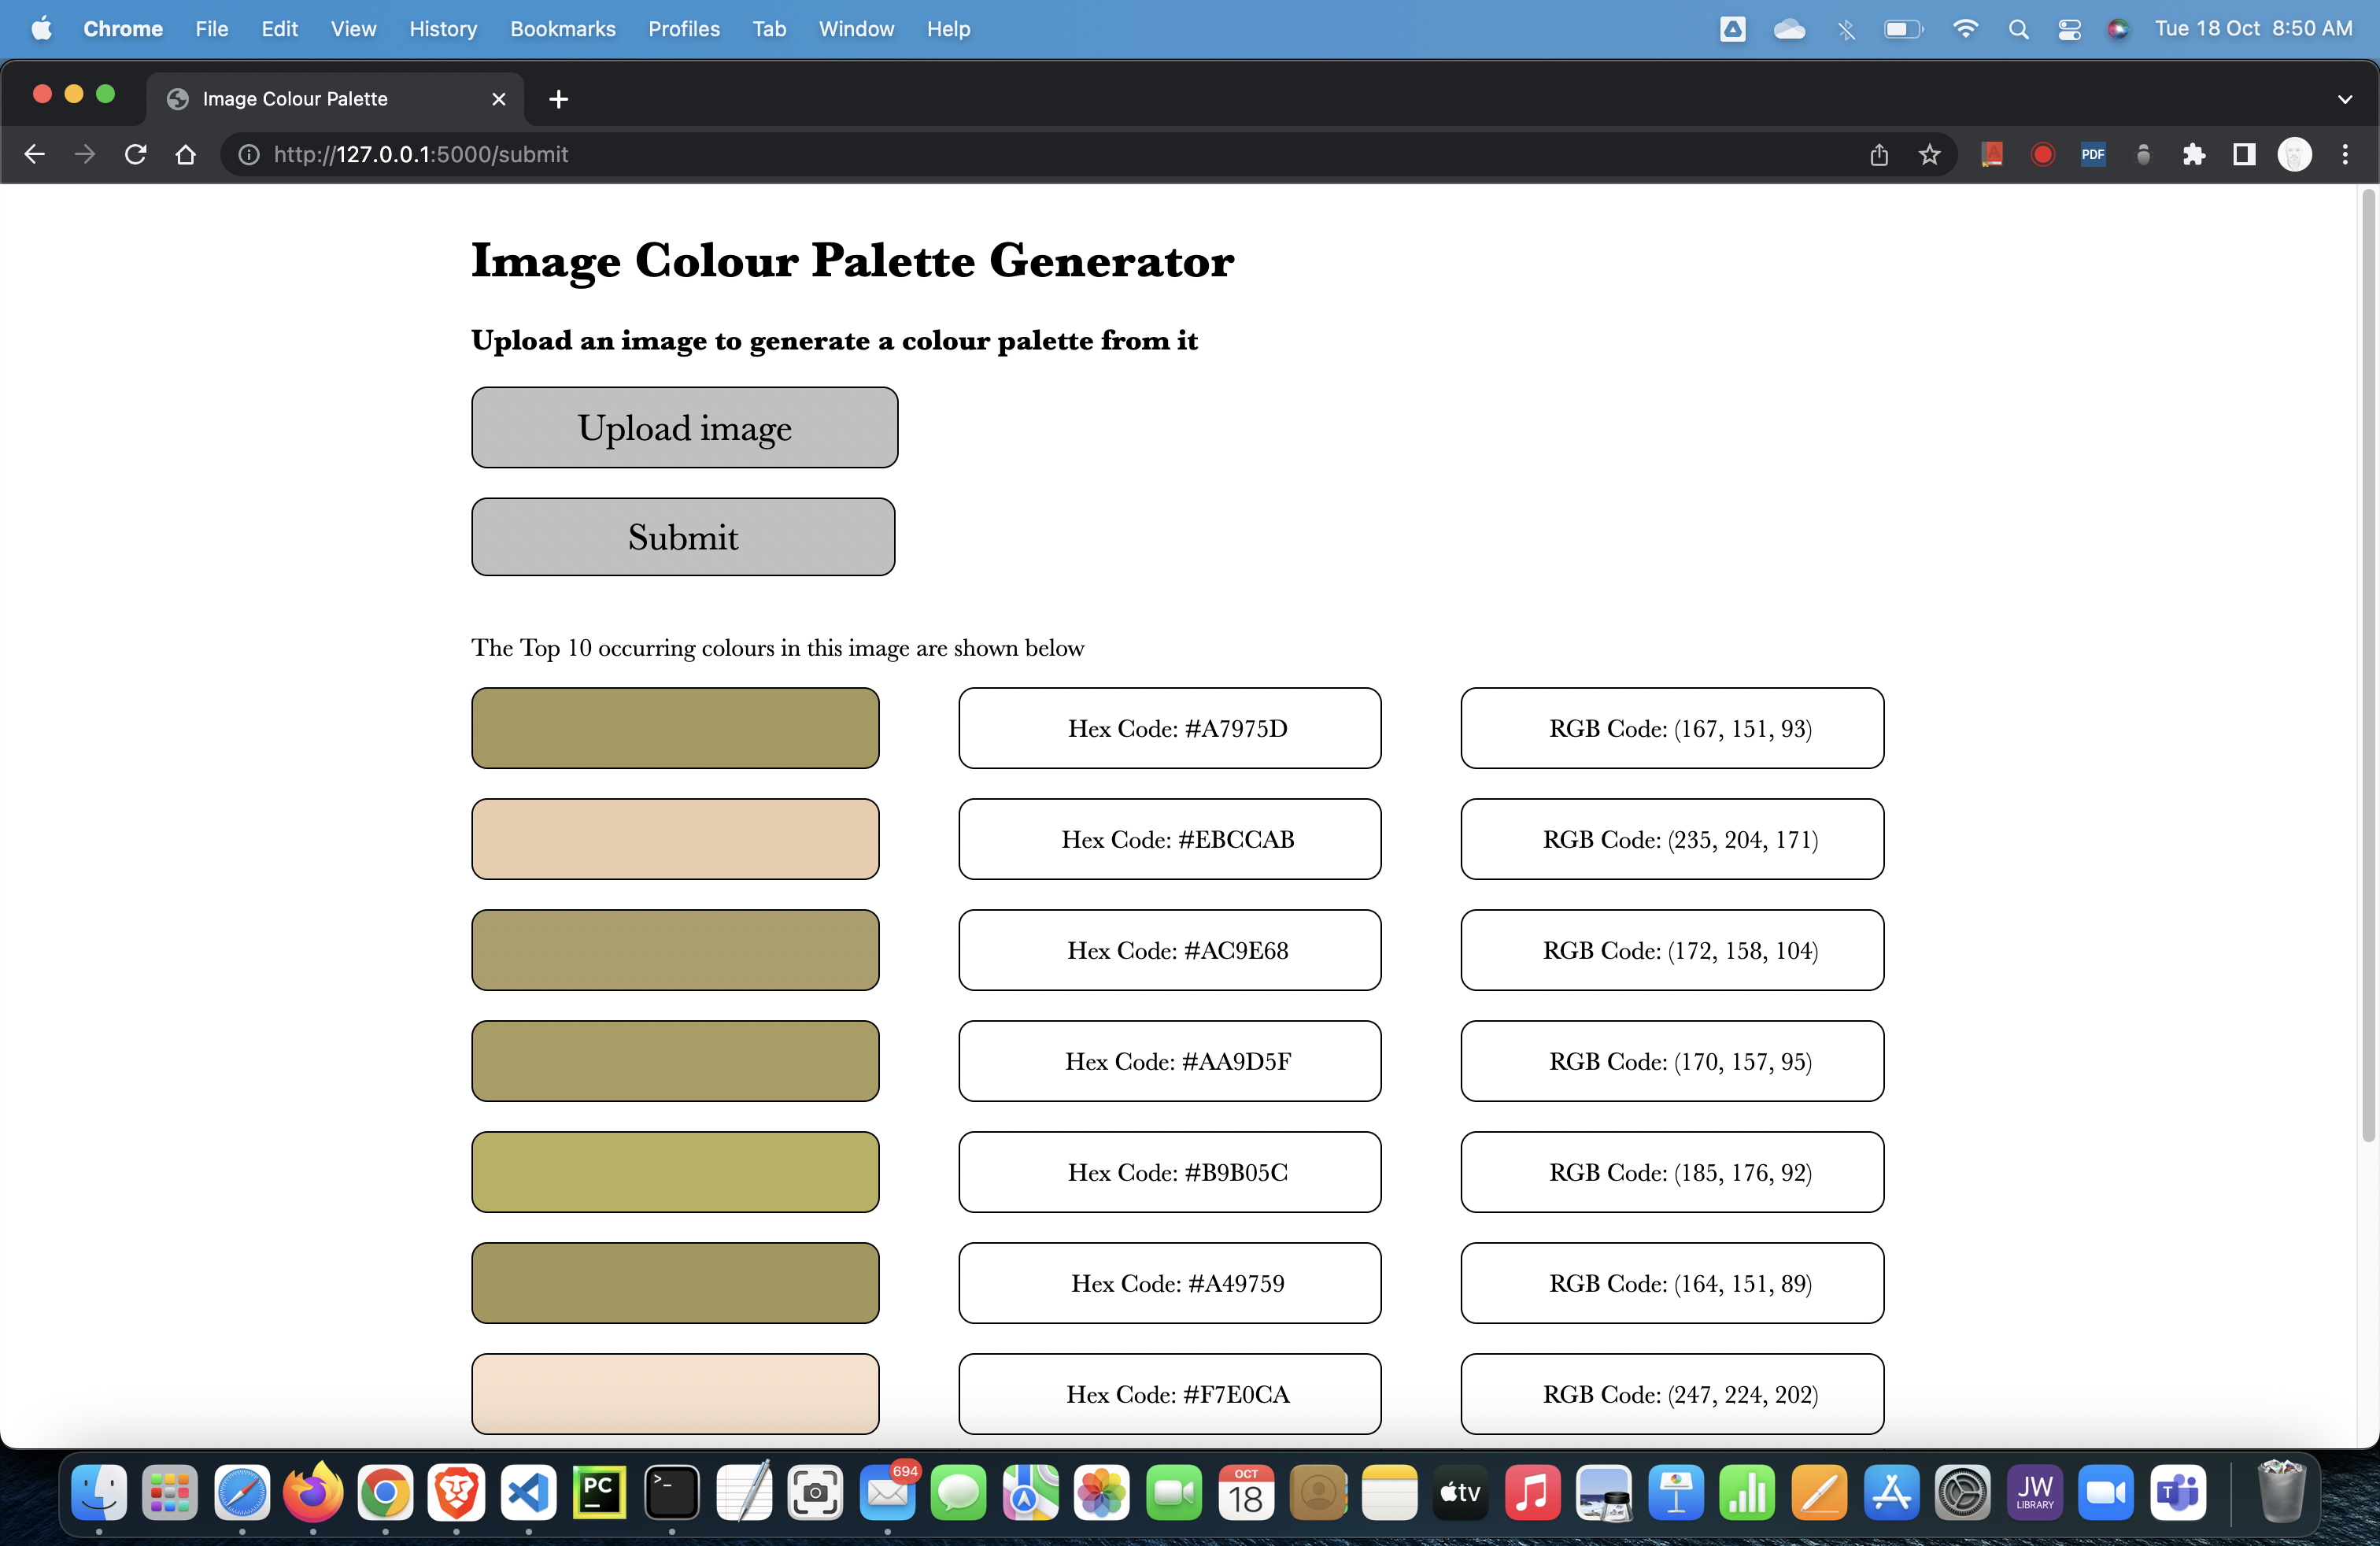 Chrome File Edit View History Bookmarks Profiles Tab Window Help Tue 18 Oct 8:50 AM
Image Colour Palette
http://127.0.0.1:5000/submit PDF
Image Colour Palette Generator
Upload an image to generate a colour palette from it
Upload image
Submit
The Top 10 occurring colours in this image are shown below
Hex Code: #A7975D RGB Code: (167, 151, 93)
Hex Code: #EBCCAB RGB Code: (235, 204, 171)
Hex Code: #AC9E68 RGB Code: (172, 158, 104)
Hex Code: #AA9D5F RGB Code: (170, 157, 95)
Hex Code: #B9B05C RGB Code: (185, 176, 92)
Hex Code: #A49759 RGB Code: (164, 151, 89)
Hex Code: #F7E0CA RGB Code: (247, 224, 202)
PC >_ 694 OCT 18 tv JW LIBRARY T